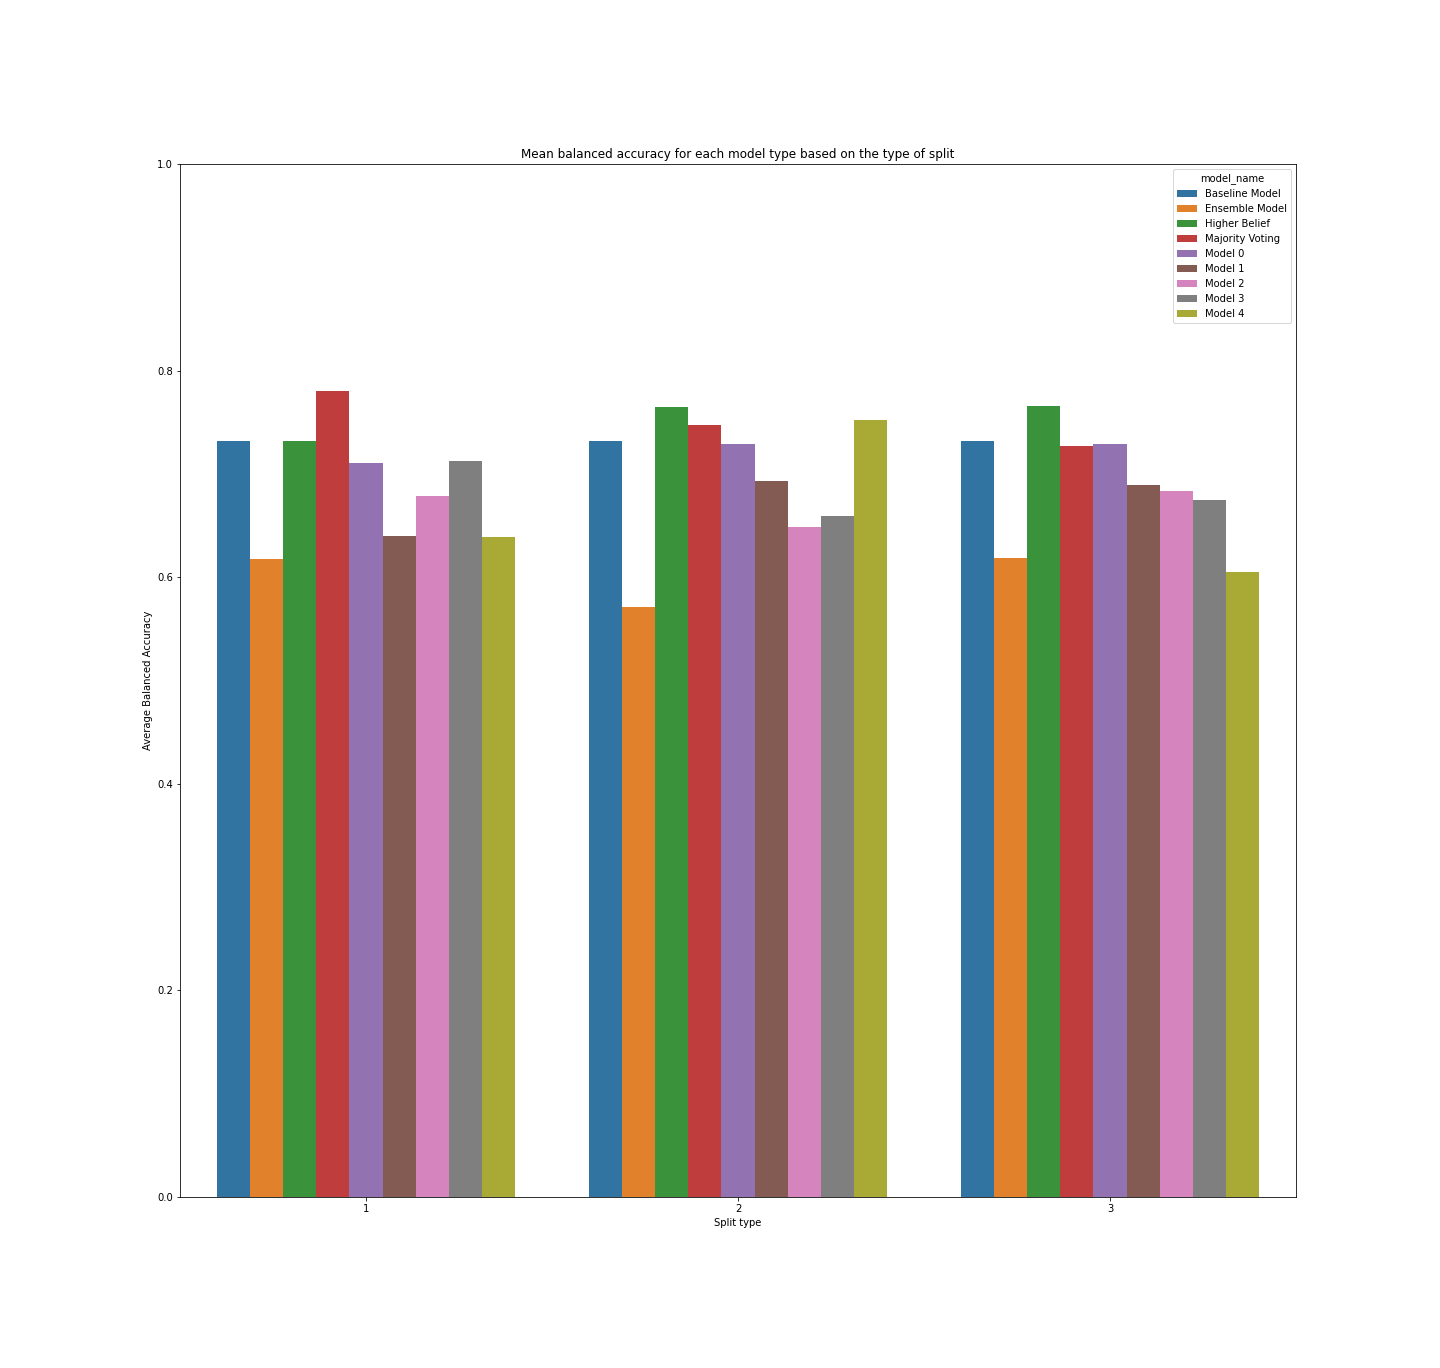 Mean balanced accuracy for each model type based on the type of split
1.0
0.8
0.6
0.4
0.2
0.0
Average Balanced Accuracy
model_name
Baseline Model
Ensemble Model
Higher Belief
Majority Voting
Model 0
Model 1
Model 2
Model 3
Model 4
1
2
3
Split type